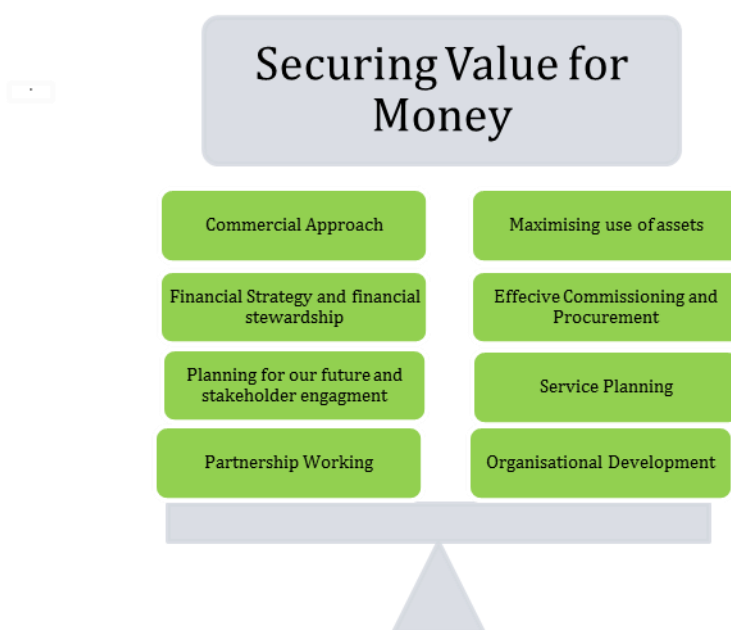 Securing Value for
Money
Commercial Approach
Maximising use of assets
Financial Strategy and financial
stewardship
Effecive Commissioning and
Procurement
Planning for our future and
stakeholder engagment
Service Planning
Partnership Working
Organisational Development